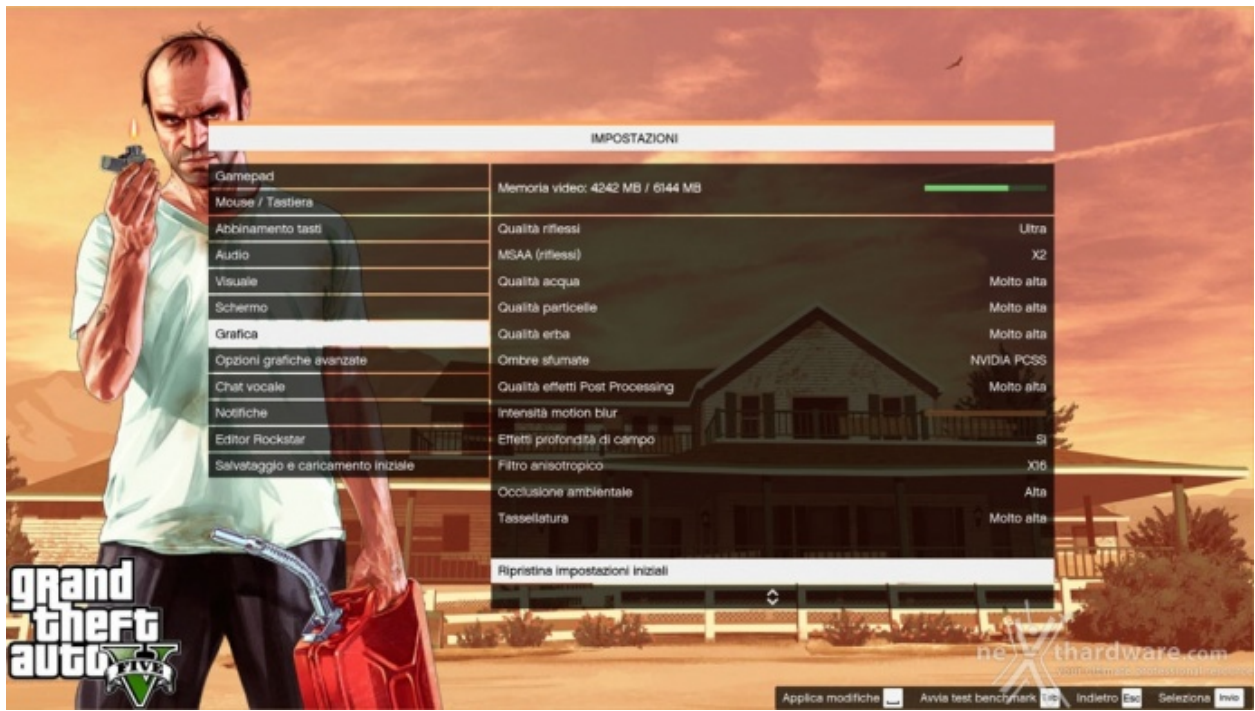 IMPOSTAZIONI
Gamepad
Mouse / Tastiera
Abbinamento tasti
Audio
Visuale
Schermo
Grafica
Opzioni grafiche avanzate
Chat vocale
Notifiche
Editor Rockstar
Salvataggio e caricamento iniziale
Memoria video: 4242 MB / 6144 MB
Qualità riflessi Ultra
MSAA (riflessi) X2
Qualità acqua Molto alta
Qualità particelle Molto alta
Qualità erba Molto alta
Ombre sfumate NVIDIA PCSS
Qualità effetti Post Processing Molto alta
Intensità motion blur
Effetti profondità di campo Sì
Filtro anisotropico X16
Occlusione ambientale Alta
Tassellatura Molto alta
Ripristina impostazioni iniziali
grand
theft
auto
FIVE
nexthardware.com
Applica modifiche Avvia test benchmark Tab Indietro Esc Seleziona Invio